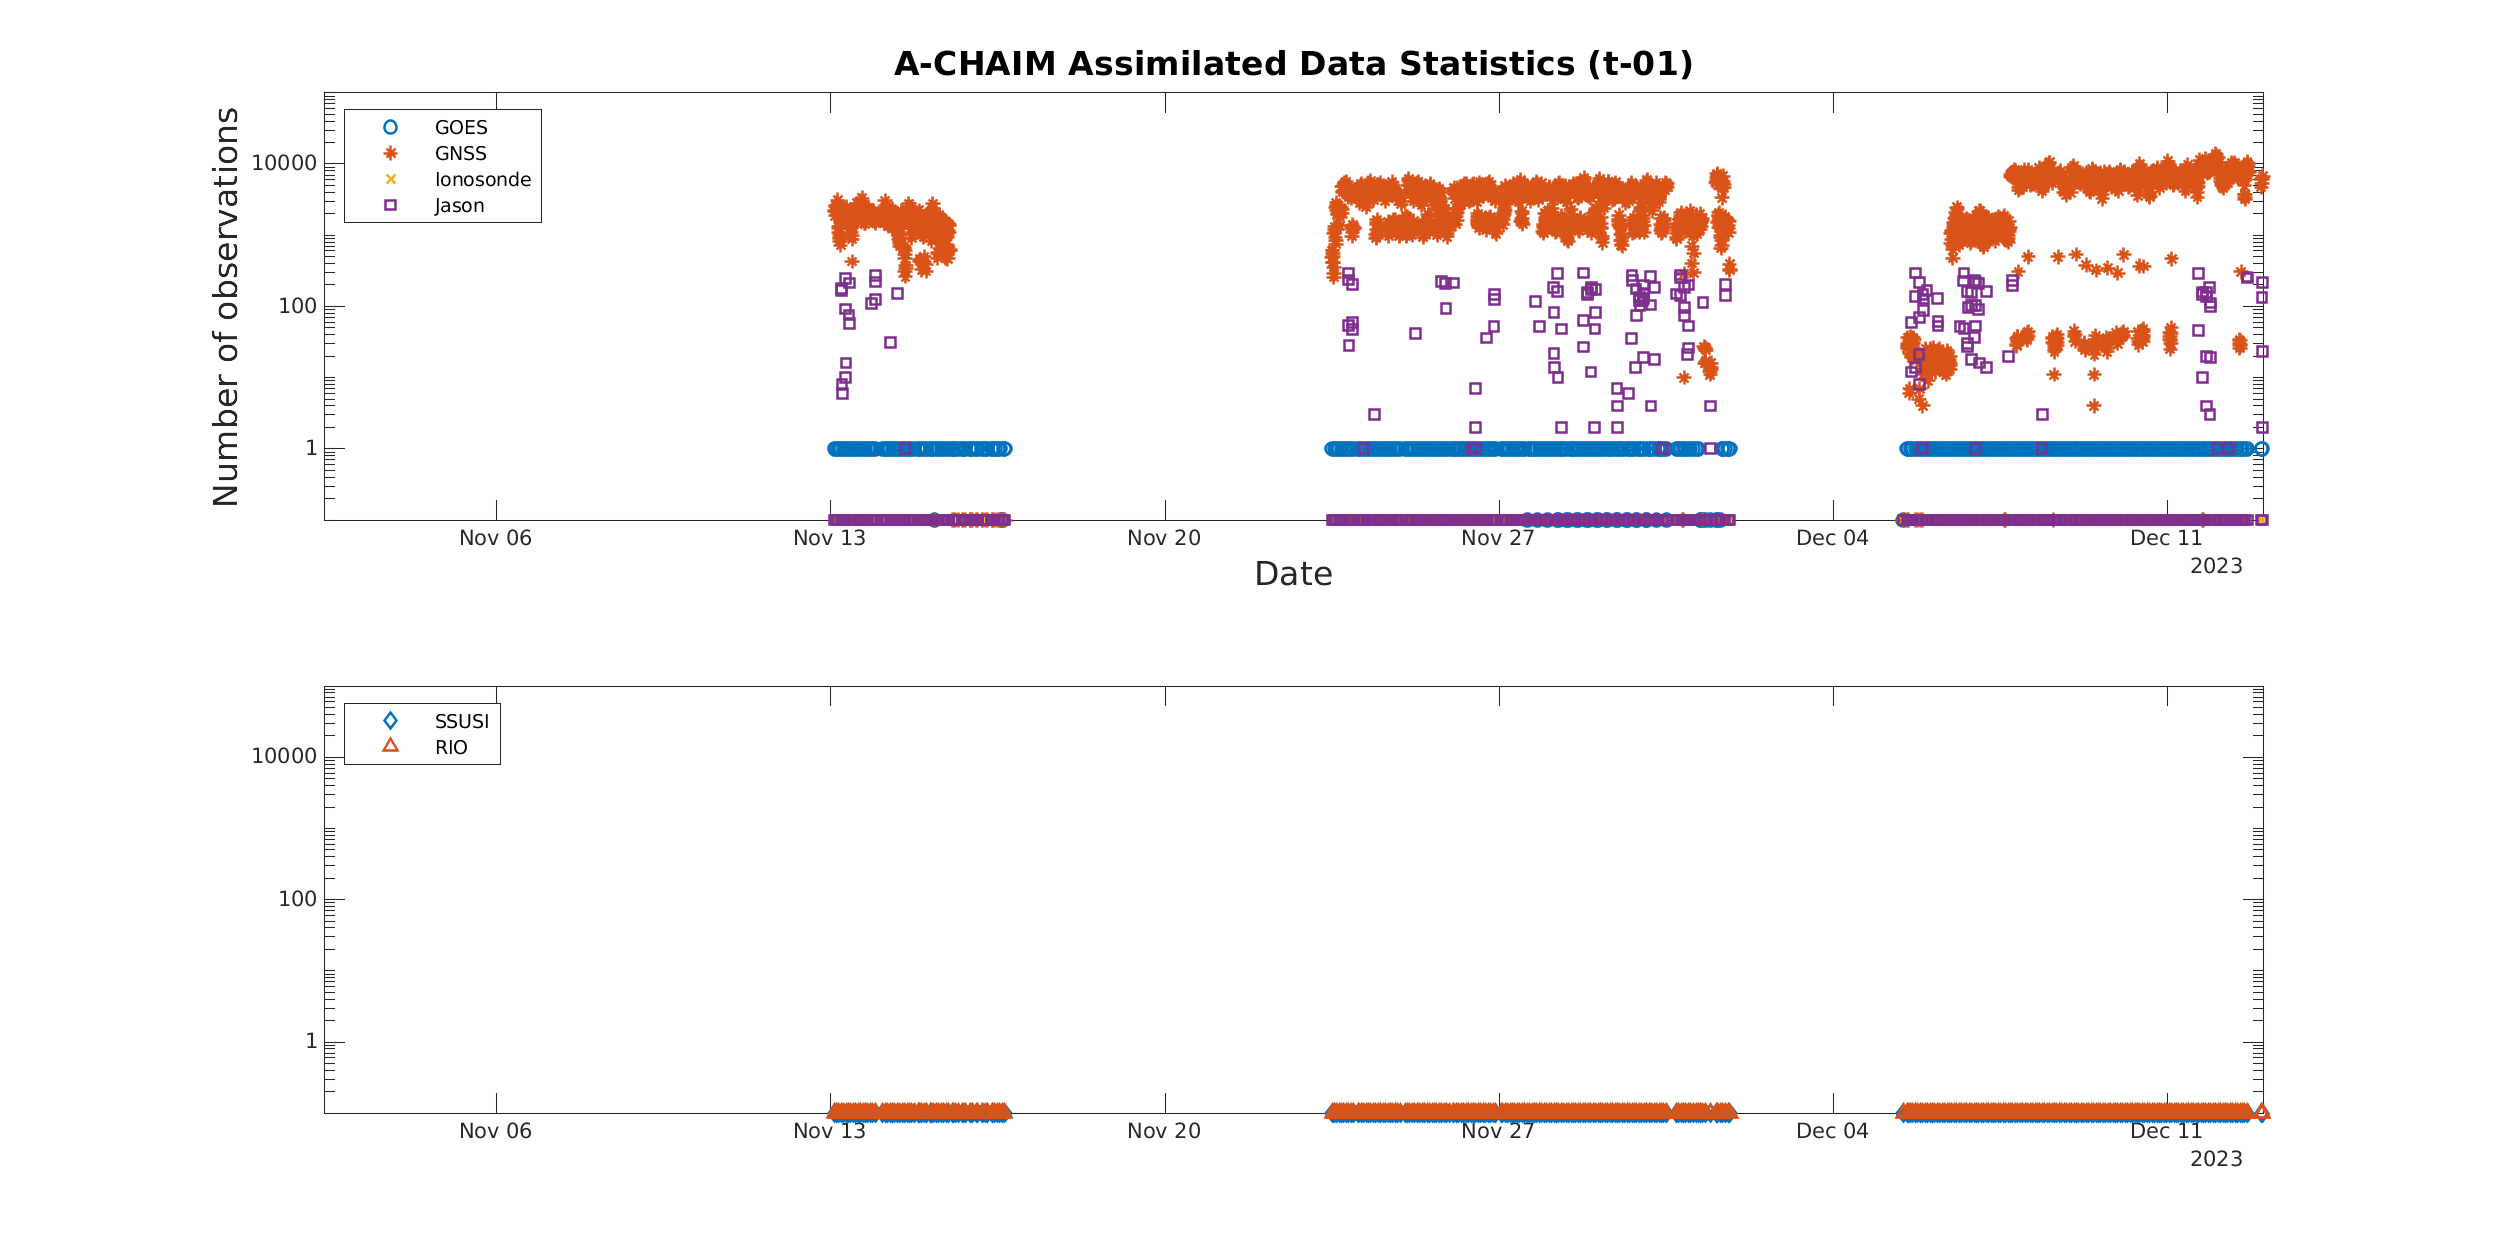 A-CHAIM Assimilated Data Statistics (t-01)
Number of observations
10000
100
1
GOES
GNSS
Ionosonde
Jason
Nov 06 Nov 13 Nov 20 Nov 27 Dec 04 Dec 11
2023
Date
10000
100
1
SSUSI
RIO
Nov 06 Nov 13 Nov 20 Nov 27 Dec 04 Dec 11
2023